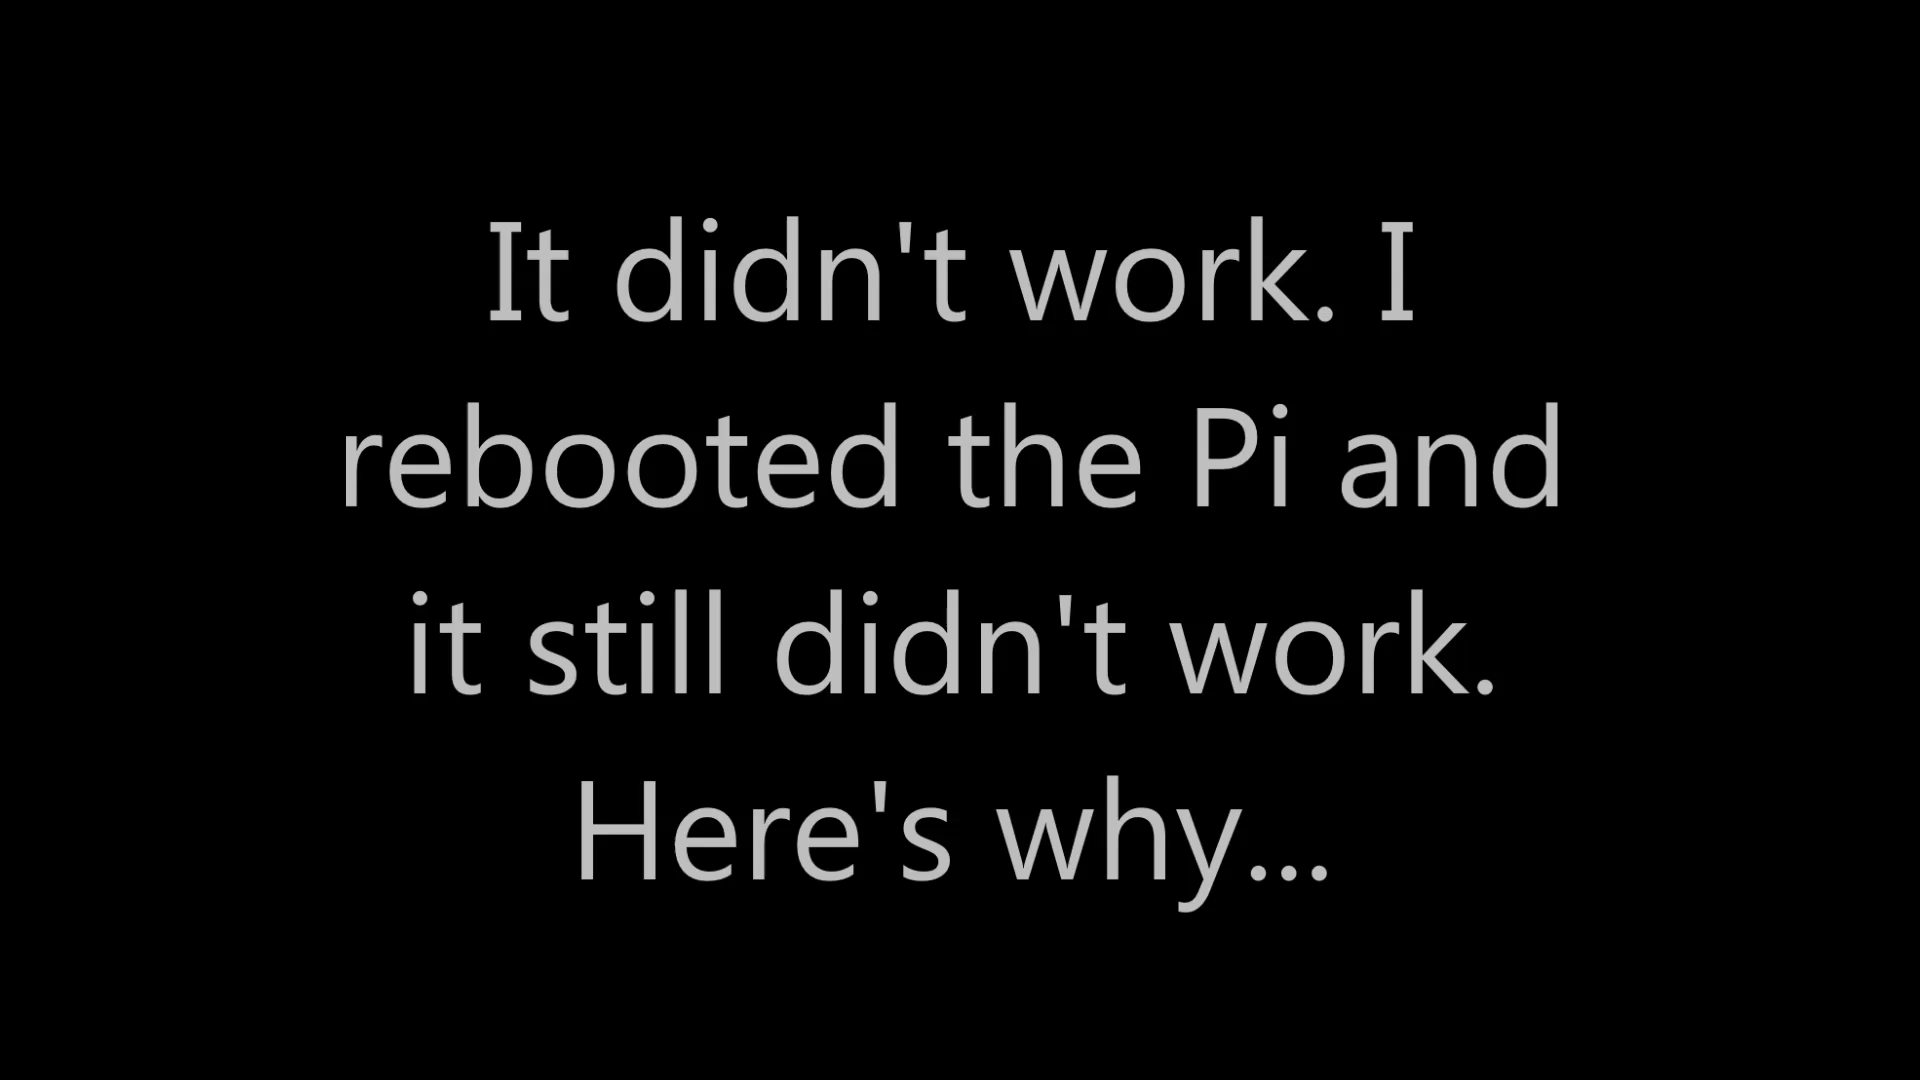 It didn't work. I
rebooted the Pi and
it still didn't work.
Here's why...